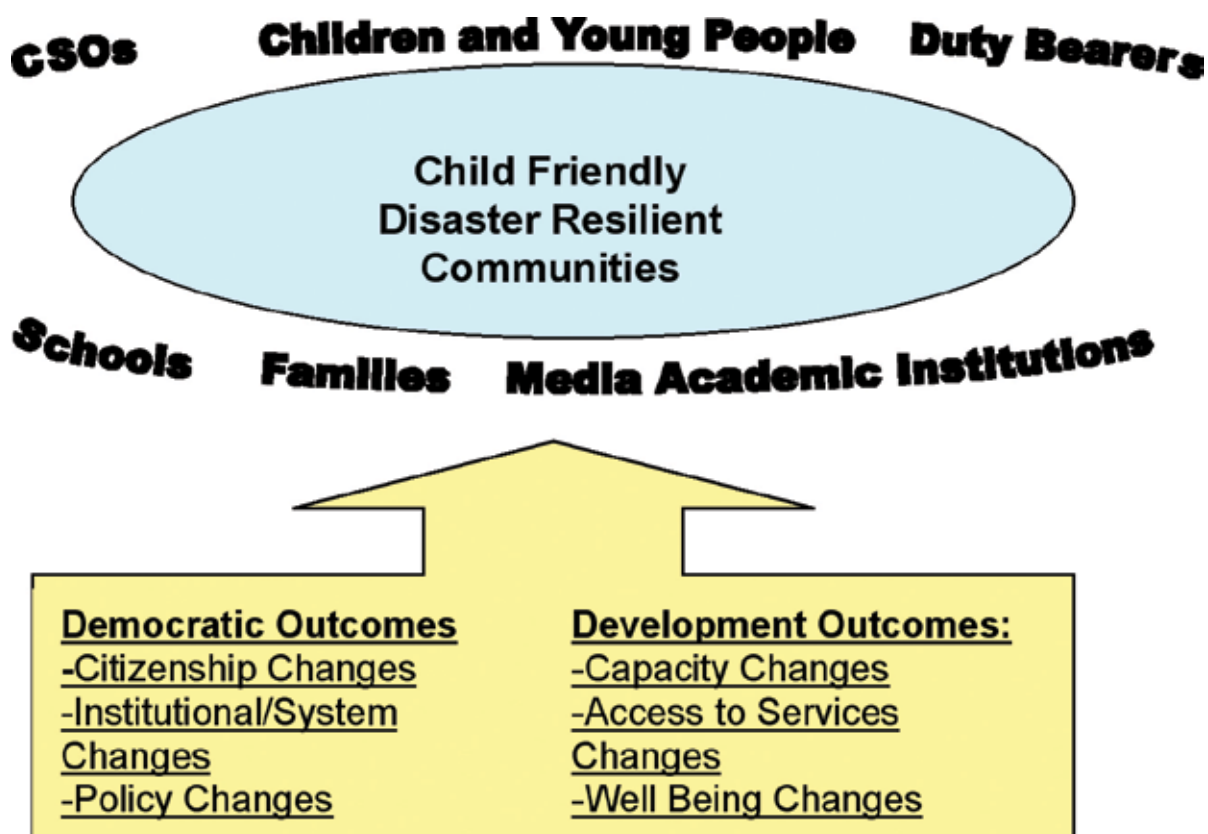 CSOs Children and Young People Duty Bearers
Child Friendly
Disaster Resilient
Communities
Schools Families Media Academic Institutions
Democratic Outcomes
-Citizenship Changes
-Institutional/System
Changes
-Policy Changes
Development Outcomes:
-Capacity Changes
-Access to Services
Changes
-Well Being Changes